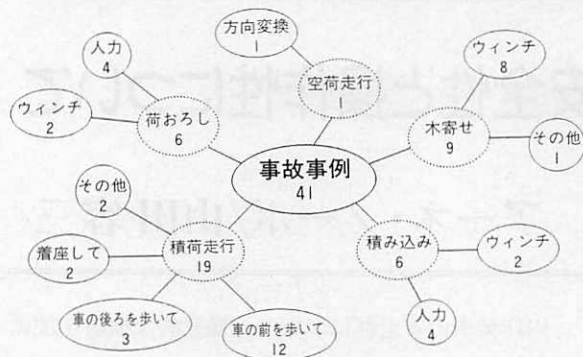 事故事例
41
空荷走行
1
方向変換
1
木寄せ
9
ウィンチ
8
その他
1
積み込み
6
ウィンチ
2
人力
4
積荷走行
19
車の前を歩いて
12
車の後ろを歩いて
3
着座して
2
その他
2
荷おろし
6
ウィンチ
2
人力
4